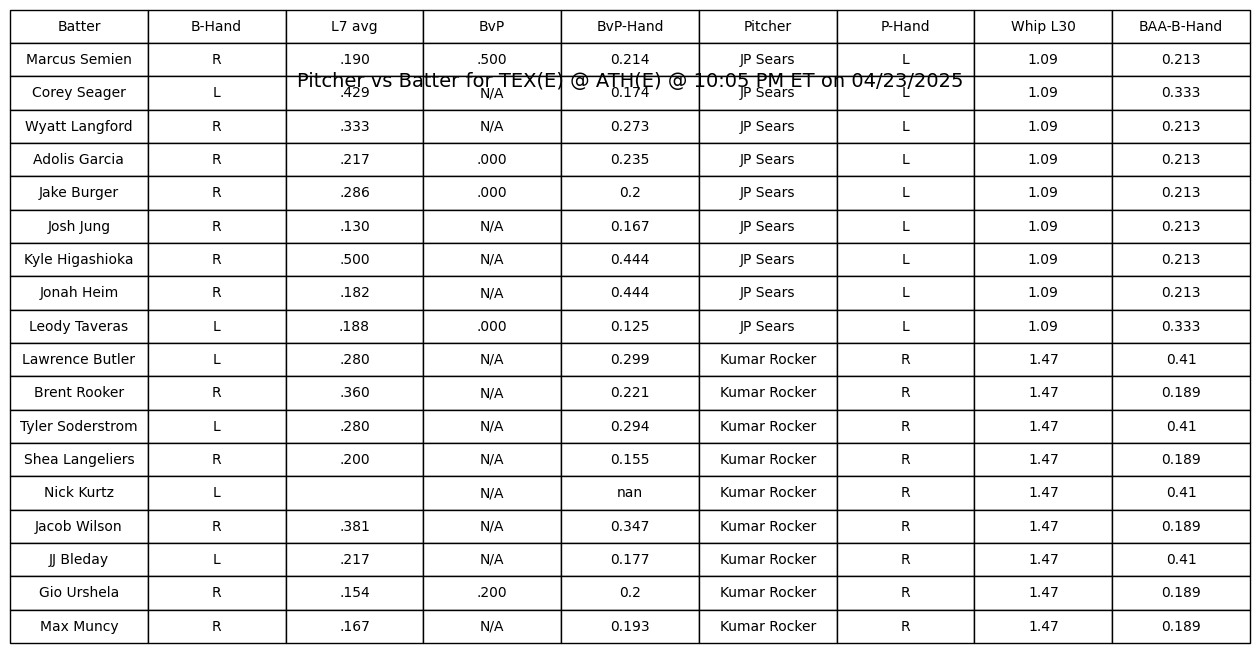 Batter B-Hand L7 avg BvP BvP-Hand Pitcher P-Hand Whip L30 BAA-B-Hand
Marcus Semien R .190 .500 0.214 JP Sears L 1.09 0.213
Pitcher vs Batter for TEX(E) @ ATH(E) @ 10:05 PM ET on 04/23/2025
Corey Seager L .429 N/A 0.174 JP Sears L 1.09 0.333
Wyatt Langford R .333 N/A 0.273 JP Sears L 1.09 0.213
Adolis Garcia R .217 .000 0.235 JP Sears L 1.09 0.213
Jake Burger R .286 .000 0.2 JP Sears L 1.09 0.213
Josh Jung R .130 N/A 0.167 JP Sears L 1.09 0.213
Kyle Higashioka R .500 N/A 0.444 JP Sears L 1.09 0.213
Jonah Heim R .182 N/A 0.444 JP Sears L 1.09 0.213
Leody Taveras L .188 .000 0.125 JP Sears L 1.09 0.333
Lawrence Butler L .280 N/A 0.299 Kumar Rocker R 1.47 0.41
Brent Rooker R .360 N/A 0.221 Kumar Rocker R 1.47 0.189
Tyler Soderstrom L .280 N/A 0.294 Kumar Rocker R 1.47 0.41
Shea Langeliers R .200 N/A 0.155 Kumar Rocker R 1.47 0.189
Nick Kurtz L N/A nan Kumar Rocker R 1.47 0.41
Jacob Wilson R .381 N/A 0.347 Kumar Rocker R 1.47 0.189
JJ Bleday L .217 N/A 0.177 Kumar Rocker R 1.47 0.41
Gio Urshela R .154 .200 0.2 Kumar Rocker R 1.47 0.189
Max Muncy R .167 N/A 0.193 Kumar Rocker R 1.47 0.189